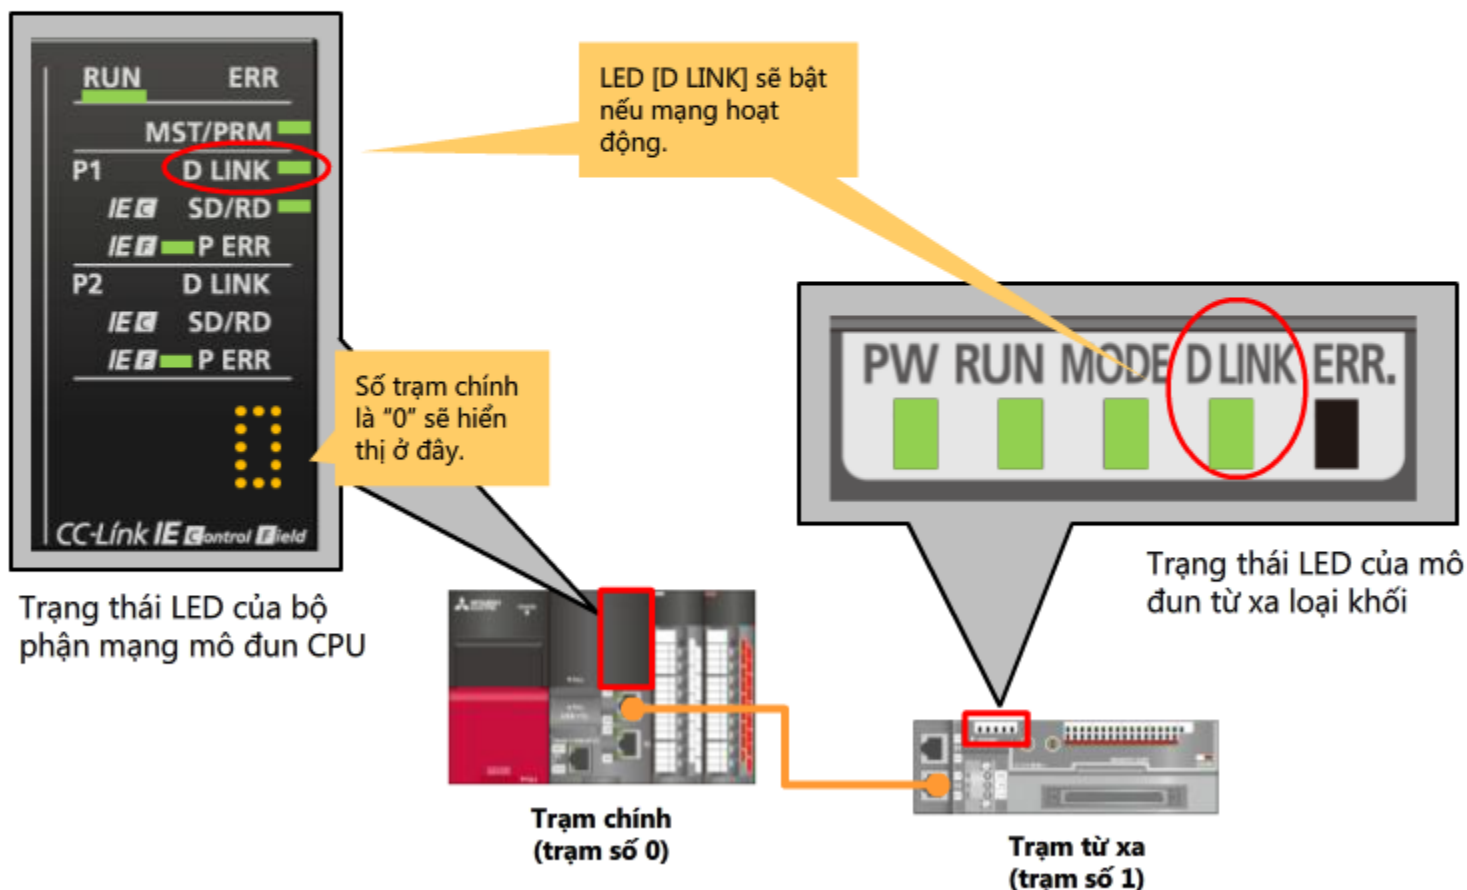 RUN ERR
MST/PRM
P1 D LINK
IE C SD/RD
IE F P ERR
P2 D LINK
IE C SD/RD
IE F P ERR
0
CC-Link IE Control Field
LED [D LINK] sẽ bật
nếu mạng hoạt
động.
Số trạm chính
là "0" sẽ hiển
thị ở đây.
PW RUN MODE D LINK ERR.
Trạng thái LED của bộ
phận mạng mô đun CPU
Trạng thái LED của mô
đun từ xa loại khối
Trạm chính
(trạm số 0)
Trạm từ xa
(trạm số 1)